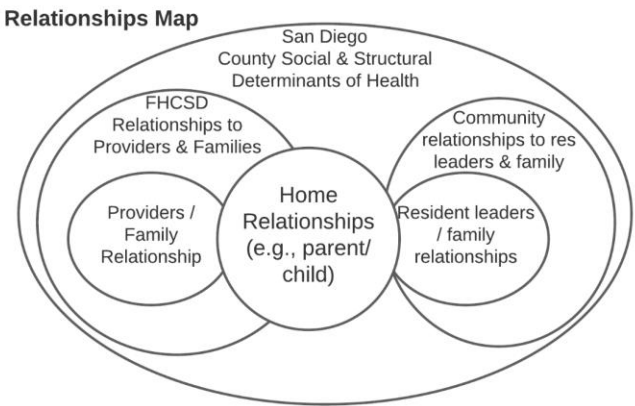 Relationships Map
San Diego
County Social & Structural
Determinants of Health
FHCSD
Relationships to
Providers & Families
Community
relationships to res
leaders & family
Providers /
Family
Relationship
Home
Relationships
(e.g., parent/
child)
Resident leaders
/ family
relationships